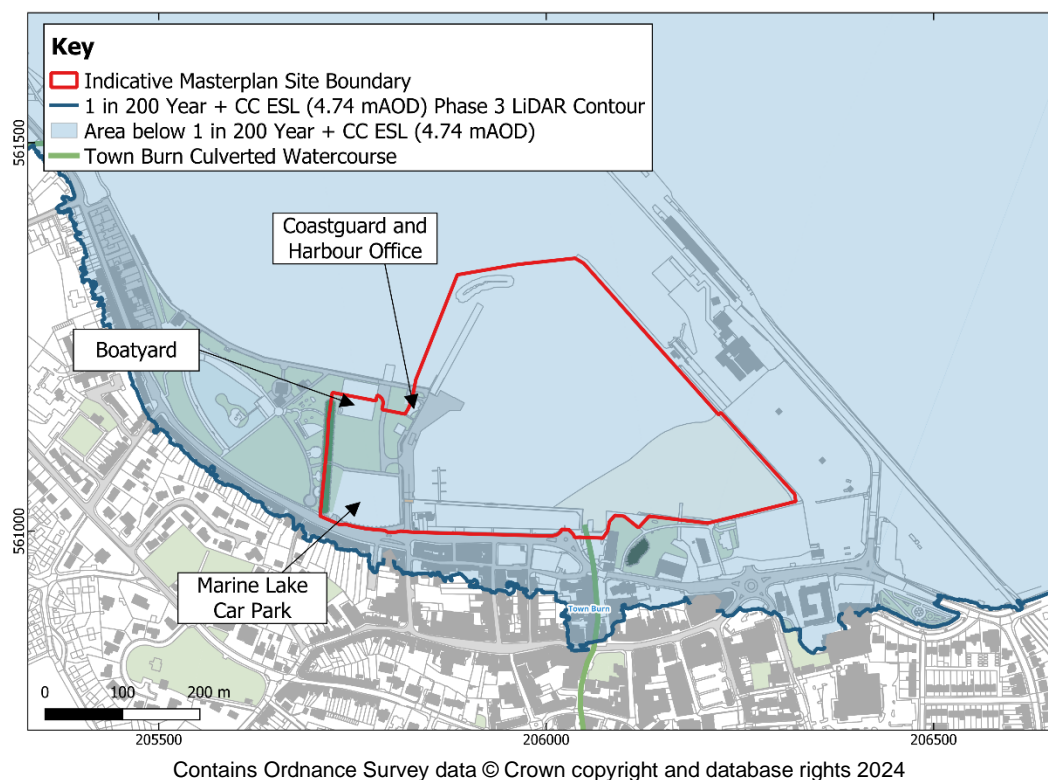 Key
Indicative Masterplan Site Boundary
1 in 200 Year + CC ESL (4.74 mAOD) Phase 3 LiDAR Contour
Area below 1 in 200 Year + CC ESL (4.74 mAOD)
Town Burn Culverted Watercourse
561500
Coastguard and
Harbour Office
Boatyard
561000
Marine Lake
Car Park
Town Burn
0 100 200 m
205500 206000 206500
Contains Ordnance Survey data © Crown copyright and database rights 2024